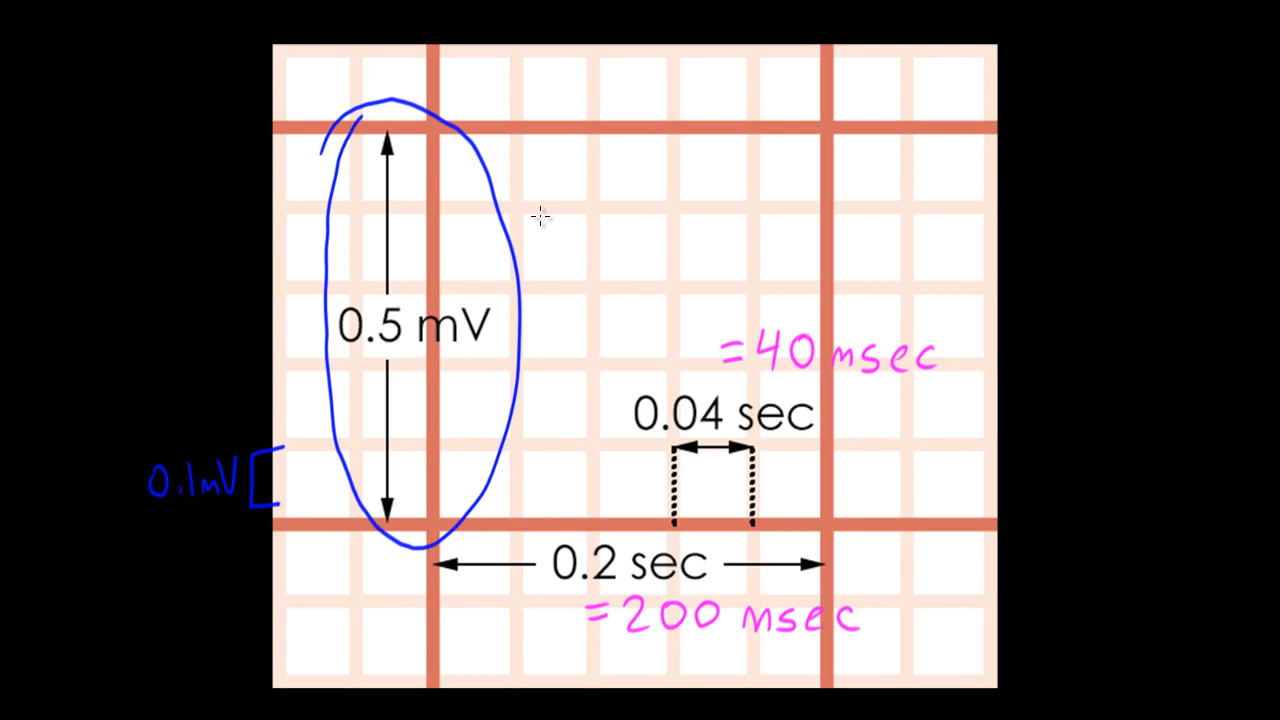 0.5 mV
= 40 msec
0.04 sec
0.1mV
0.2 sec
= 200 msec